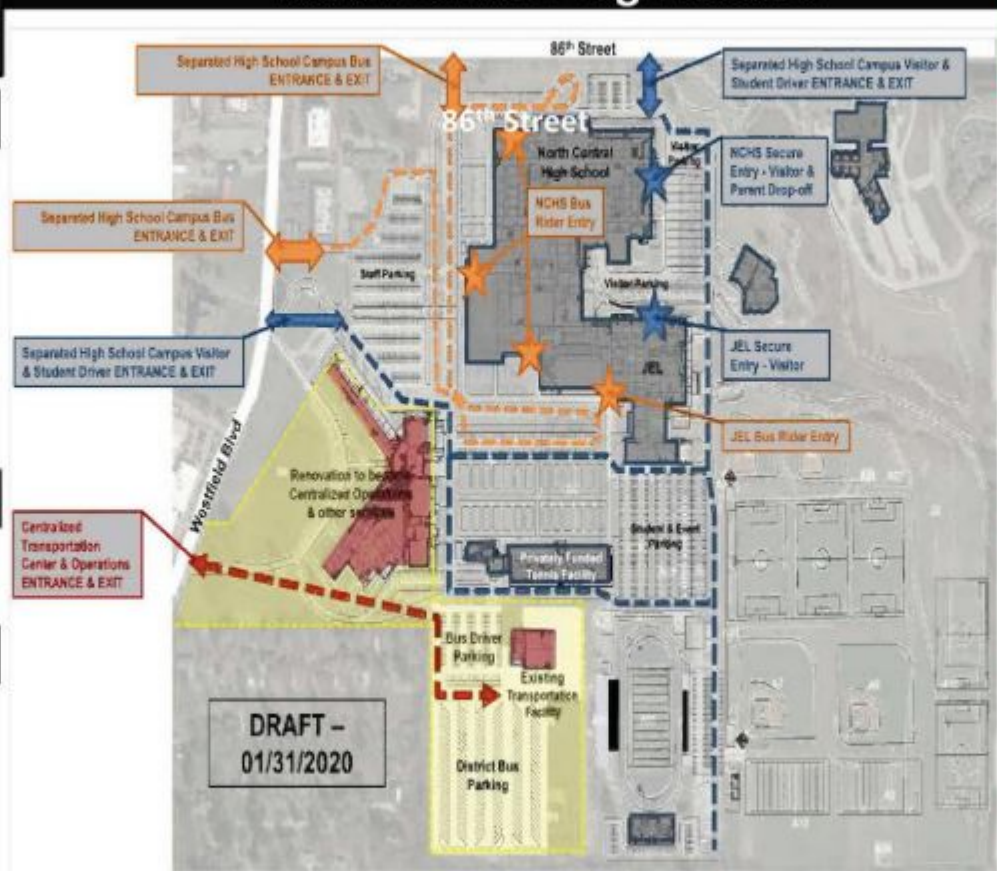 86th Street
Separated High School Campus Bus
ENTRANCE & EXIT
Separated High School Campus Visitor &
Student Driver ENTRANCE & EXIT
86th Street
North Central
High School
Visitor
Parking
NCHS Secure
Entry - Visitor &
Parent Drop-off
NCHS Bus
Rider Entry
Separated High School Campus Bus
ENTRANCE & EXIT
Staff Parking
Visitor Parking
Separated High School Campus Visitor
& Student Driver ENTRANCE & EXIT
JEL Secure
Entry - Visitor
JEL
JEL Bus Rider Entry
Westfield Blvd
Renovation to become
Centralized Operations
& other services
Centralized
Transportation
Center & Operations
ENTRANCE & EXIT
Student & Event
Parking
Privately Funded
Tennis Facility
Bus Driver
Parking
Existing
Transportation
Facility
DRAFT –
01/31/2020
District Bus
Parking